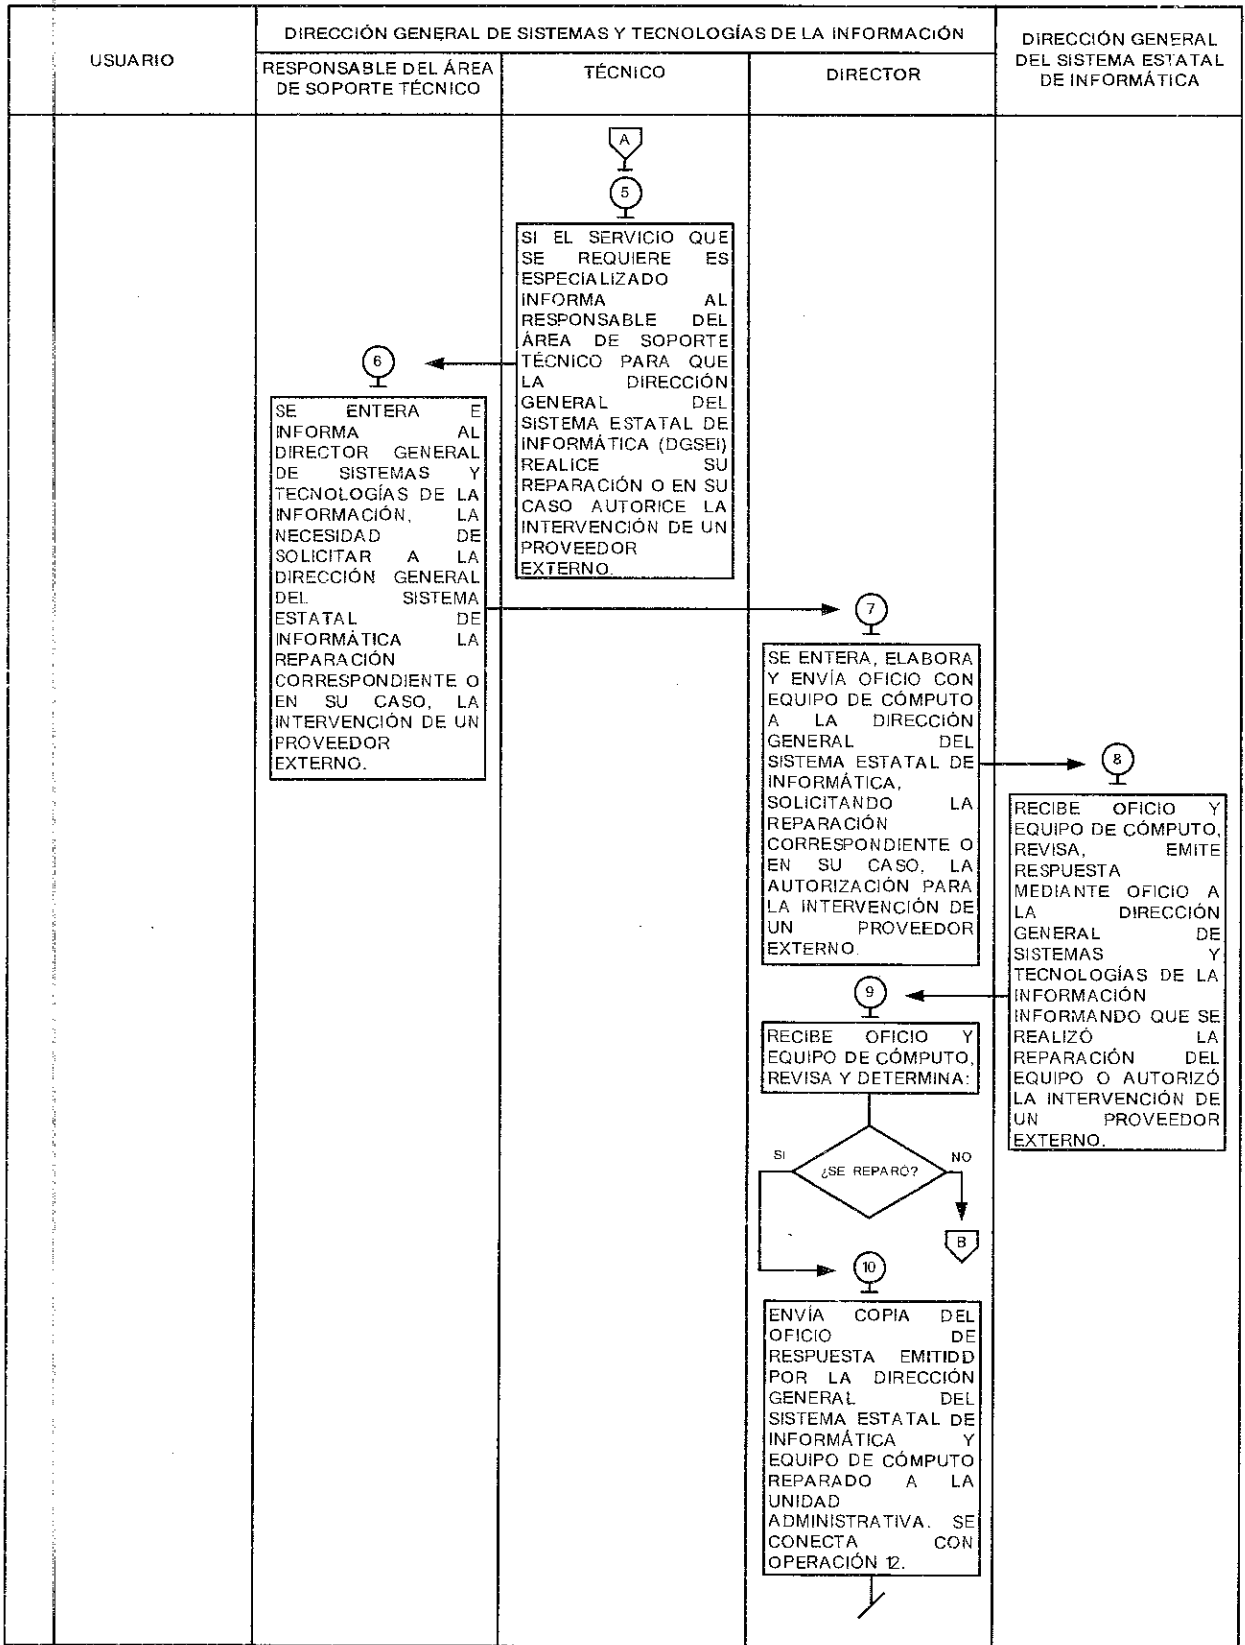 USUARIO
DIRECCIÓN GENERAL DE SISTEMAS Y TECNOLOGÍAS DE LA INFORMACIÓN
RESPONSABLE DEL ÁREA
DE SOPORTE TÉCNICO
TÉCNICO
DIRECTOR
DIRECCIÓN GENERAL
DEL SISTEMA ESTATAL
DE INFORMÁTICA
A
5
SI EL SERVICIO QUE
SE REQUIERE ES
ESPECIALIZADO
INFORMA AL
RESPONSABLE DEL
ÁREA DE SOPORTE
TÉCNICO PARA QUE
LA DIRECCIÓN
GENERAL DEL
SISTEMA ESTATAL DE
INFORMÁTICA (DGSEI)
REALICE SU
REPARACIÓN O EN SU
CASO AUTORICE LA
INTERVENCIÓN DE UN
PROVEEDOR
EXTERNO.
6
SE ENTERA E
INFORMA AL
DIRECTOR GENERAL
DE SISTEMAS Y
TECNOLOGÍAS DE LA
INFORMACIÓN, LA
NECESIDAD DE
SOLICITAR A LA
DIRECCIÓN GENERAL
DEL SISTEMA
ESTATAL DE
INFORMÁTICA LA
REPARACIÓN
CORRESPONDIENTE O
EN SU CASO, LA
INTERVENCIÓN DE UN
PROVEEDOR
EXTERNO.
7
SE ENTERA, ELABORA
Y ENVÍA OFICIO CON
EQUIPO DE CÓMPUTO
A LA DIRECCIÓN
GENERAL DEL
SISTEMA ESTATAL DE
INFORMÁTICA,
SOLICITANDO LA
REPARACIÓN
CORRESPONDIENTE O
EN SU CASO, LA
AUTORIZACIÓN PARA
LA INTERVENCIÓN DE
UN PROVEEDOR
EXTERNO.
8
RECIBE OFICIO Y
EQUIPO DE CÓMPUTO,
REVISA, EMITE
RESPUESTA
MEDIANTE OFICIO A
LA DIRECCIÓN
GENERAL DE
SISTEMAS Y
TECNOLOGÍAS DE LA
INFORMACIÓN
INFORMANDO QUE SE
REALIZÓ LA
REPARACIÓN DEL
EQUIPO O AUTORIZÓ
LA INTERVENCIÓN DE
UN PROVEEDOR
EXTERNO.
9
RECIBE OFICIO Y
EQUIPO DE CÓMPUTO,
REVISA Y DETERMINA:
SI
¿SE REPARÓ?
NO
B
10
ENVÍA COPIA DEL
OFICIO DE
RESPUESTA EMITIDD
POR LA DIRECCIÓN
GENERAL DEL
SISTEMA ESTATAL DE
INFORMÁTICA Y
EQUIPO DE CÓMPUTO
REPARADO A LA
UNIDAD
ADMINISTRATIVA. SE
CONECTA CON
OPERACIÓN 12.